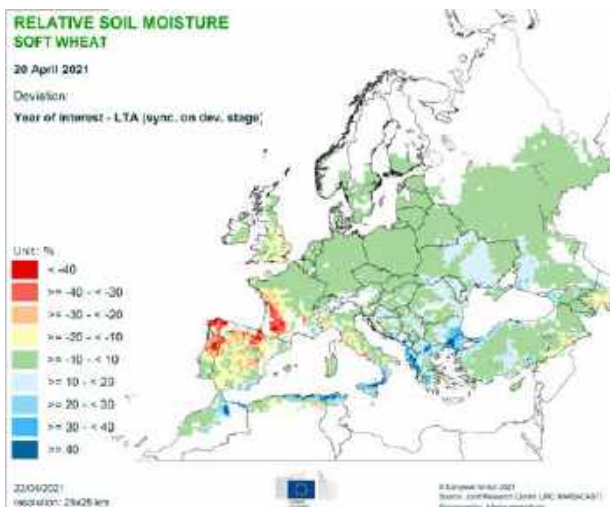 RELATIVE SOIL MOISTURE
SOFT WHEAT
20 April 2021
Deviation:
Year of Interest - LTA (sync. on dev. stage)
Unit: %
< -40
>= -40 - < -30
>= -30 - < -20
>= -20 - < -10
>= -10 - < 10
>= 10 - < 20
>= 20 - < 30
>= 30 - < 40
>= 40
22/04/2021
resolution: 25x25 km
© European Union 2021
Source: Joint Research Centre